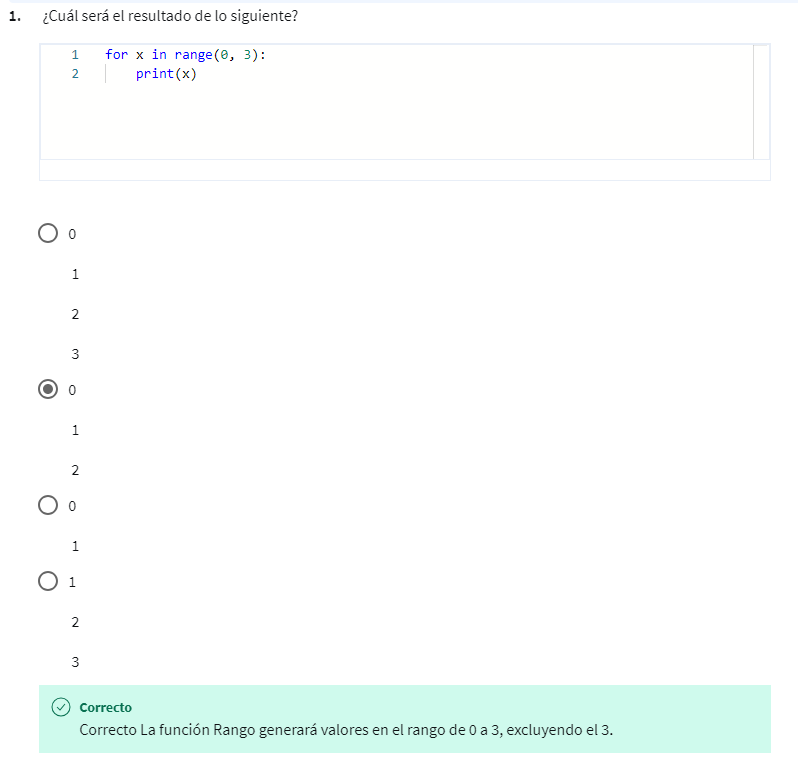 1. ¿Cuál será el resultado de lo siguiente?
1 for x in range(0, 3):
2 print(x)
0
1
2
3
0
1
2
0
1
1
2
3
Correcto
Correcto La función Rango generará valores en el rango de 0 a 3, excluyendo el 3.